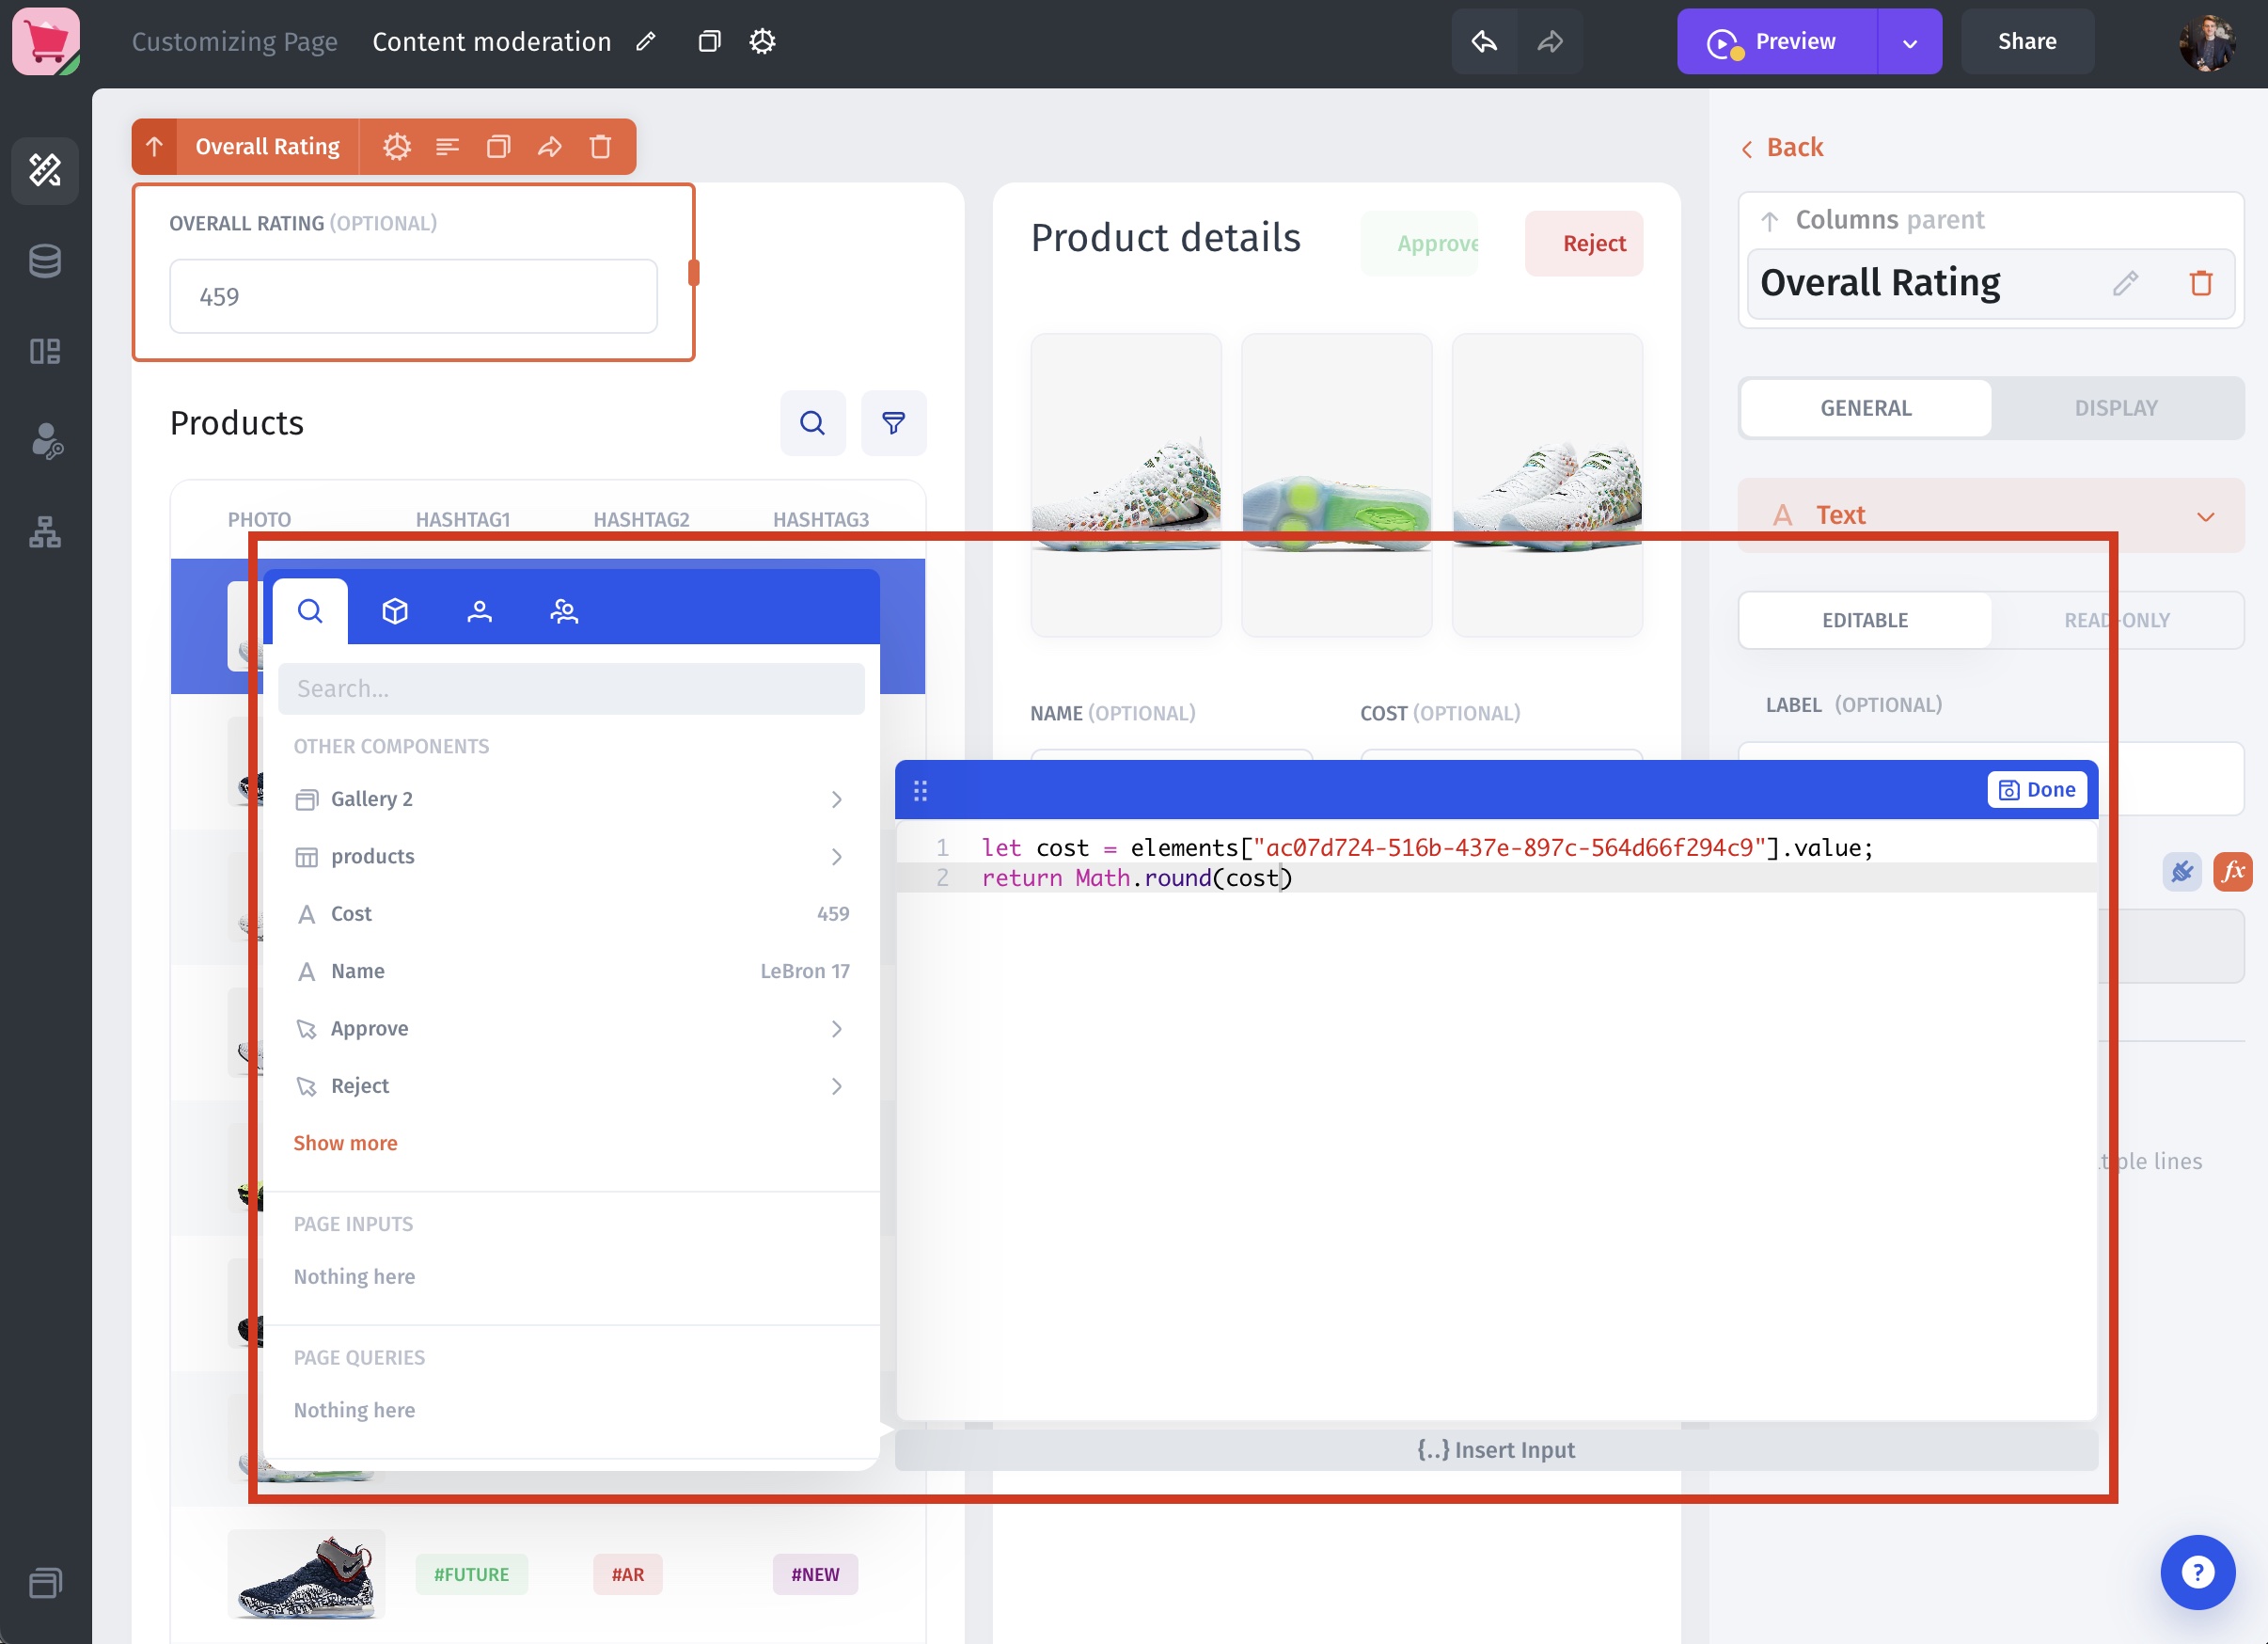 Customizing Page Content moderation
Preview
Share
Overall Rating
OVERALL RATING (OPTIONAL)
459
Products
PHOTO HASHTAG1 HASHTAG2 HASHTAG3
Search...
OTHER COMPONENTS
Gallery 2
products
Cost 459
Name LeBron 17
Approve
Reject
Show more
PAGE INPUTS
Nothing here
PAGE QUERIES
Nothing here
#FUTURE #AR #NEW
Product details
Approve
Reject
NAME (OPTIONAL) COST (OPTIONAL)
Done
1 let cost = elements["ac07d724-516b-437e-897c-564d66f294c9"].value;
2 return Math.round(cost)
{..} Insert Input
Back
Columns parent
Overall Rating
GENERAL DISPLAY
A Text
EDITABLE READ-ONLY
LABEL (OPTIONAL)
fx
lines
?